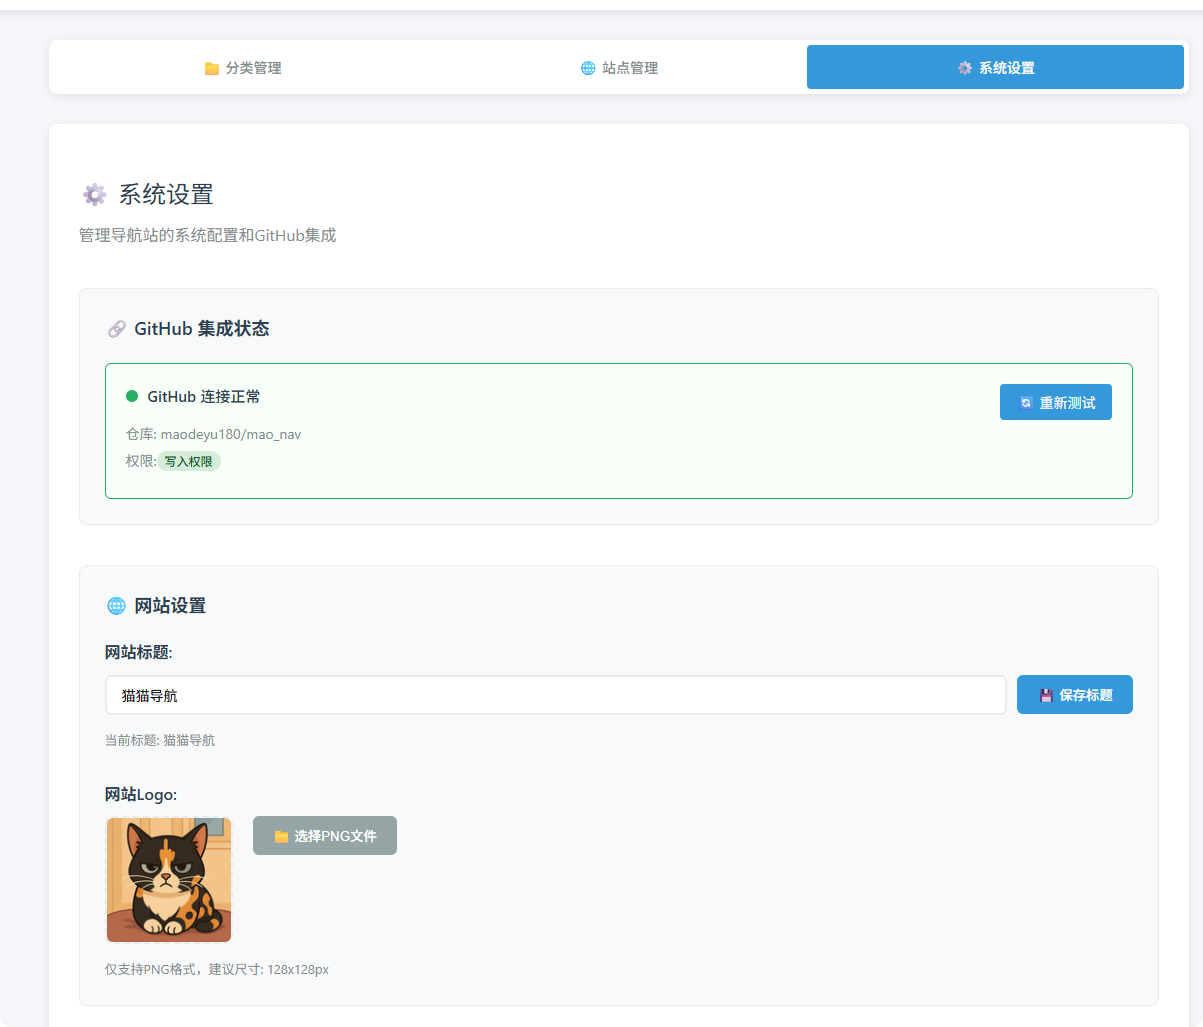 分类管理
站点管理
系统设置
系统设置
管理导航站的系统配置和GitHub集成
GitHub 集成状态
GitHub 连接正常
重新测试
仓库: maodeyu180/mao_nav
权限: 写入权限
网站设置
网站标题:
猫猫导航
保存标题
当前标题: 猫猫导航
网站Logo:
选择PNG文件
仅支持PNG格式，建议尺寸: 128x128px